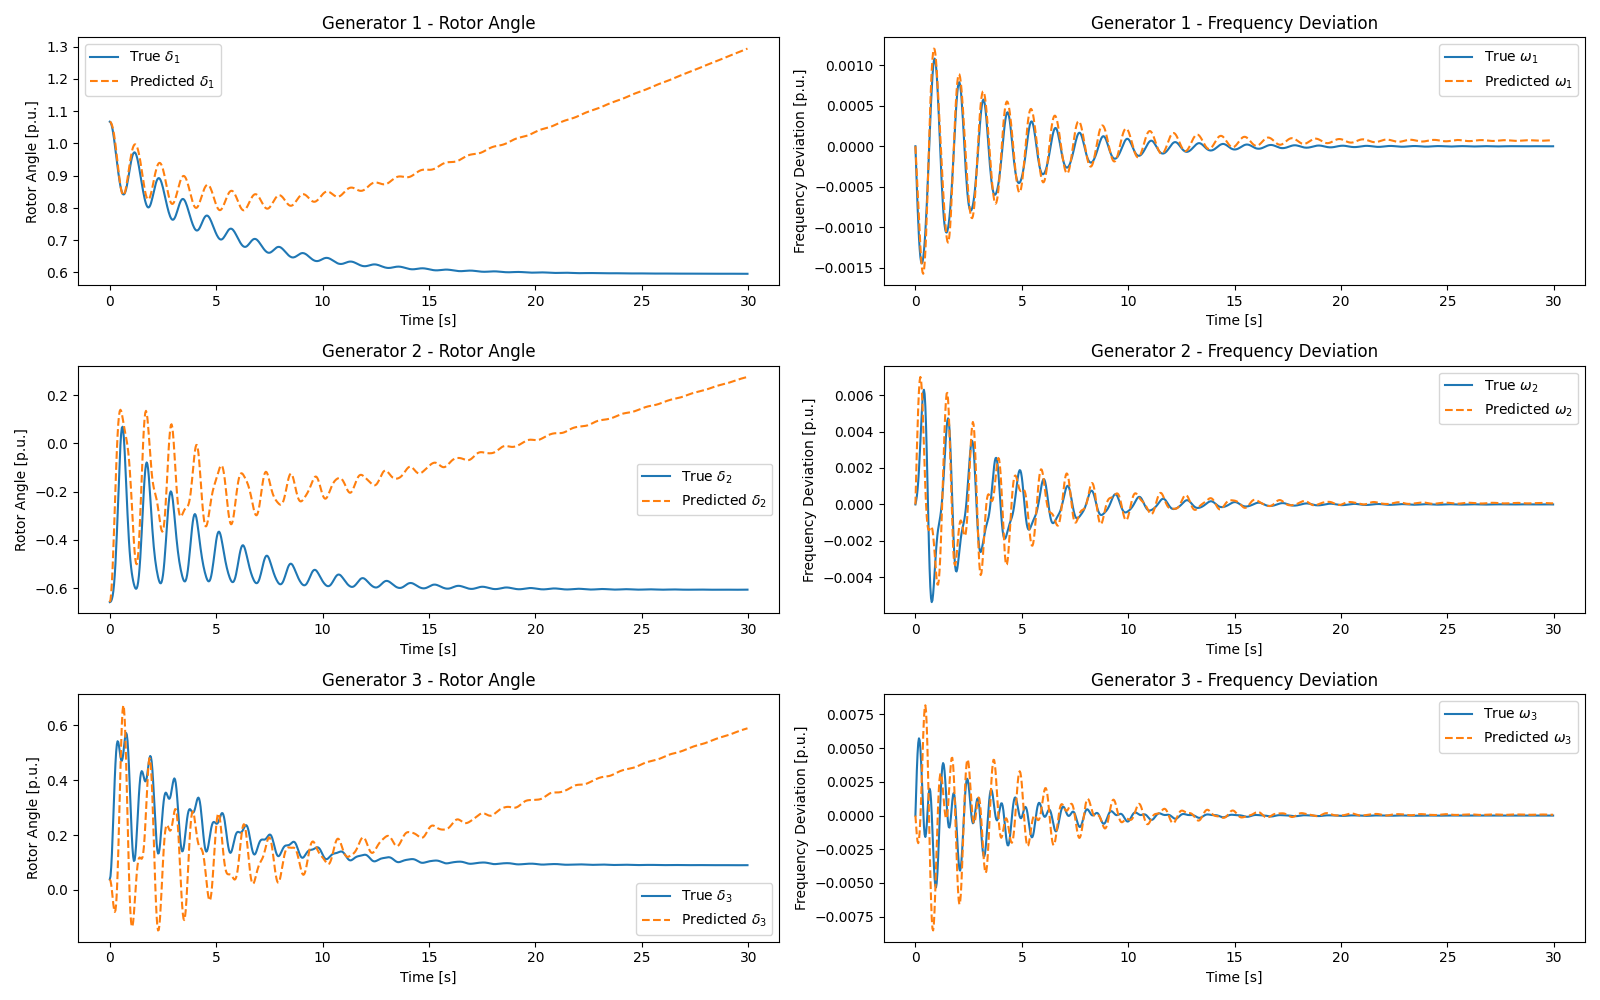 Generator 1 - Rotor Angle
Rotor Angle [p.u.]
1.3
1.2
1.1
1.0
0.9
0.8
0.7
0.6
True δ₁
Predicted δ₁
0 5 10 15 20 25 30
Time [s]
Generator 1 - Frequency Deviation
Frequency Deviation [p.u.]
0.0010
0.0005
0.0000
−0.0005
−0.0010
−0.0015
True ω₁
Predicted ω₁
0 5 10 15 20 25 30
Time [s]
Generator 2 - Rotor Angle
Rotor Angle [p.u.]
0.2
0.0
−0.2
−0.4
−0.6
True δ₂
Predicted δ₂
0 5 10 15 20 25 30
Time [s]
Generator 2 - Frequency Deviation
Frequency Deviation [p.u.]
0.006
0.004
0.002
0.000
−0.002
−0.004
True ω₂
Predicted ω₂
0 5 10 15 20 25 30
Time [s]
Generator 3 - Rotor Angle
Rotor Angle [p.u.]
0.6
0.4
0.2
0.0
True δ₃
Predicted δ₃
0 5 10 15 20 25 30
Time [s]
Generator 3 - Frequency Deviation
Frequency Deviation [p.u.]
0.0075
0.0050
0.0025
0.0000
−0.0025
−0.0050
−0.0075
True ω₃
Predicted ω₃
0 5 10 15 20 25 30
Time [s]